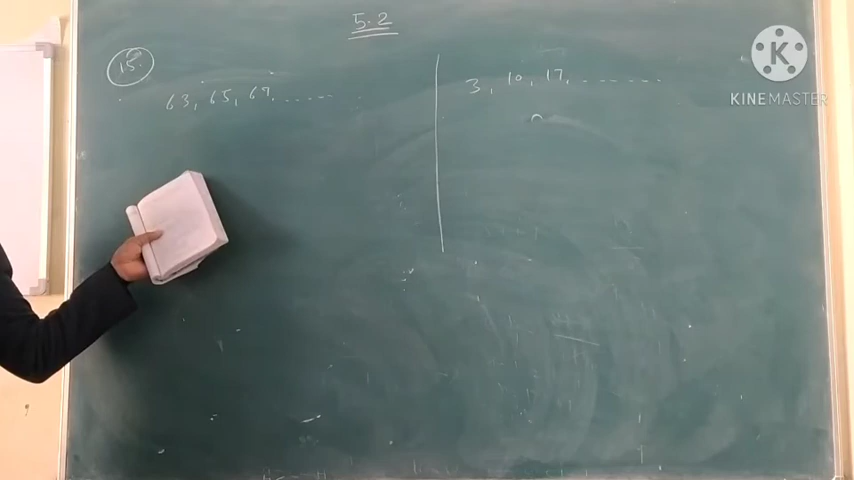 5.2
15.
63, 65, 67.......
3, 10, 17,........
K
KINEMASTER